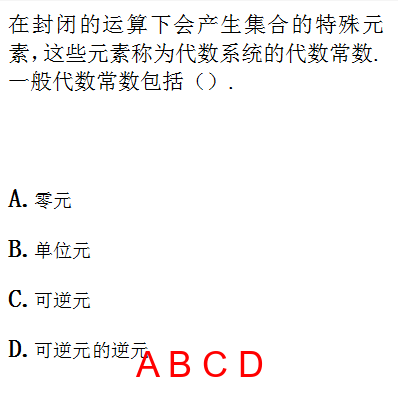 在封闭的运算下会产生集合的特殊元
素，这些元素称为代数系统的代数常数.
一般代数常数包括（）.
A. 零元
B. 单位元
C. 可逆元
D. 可逆元的逆元
A B C D